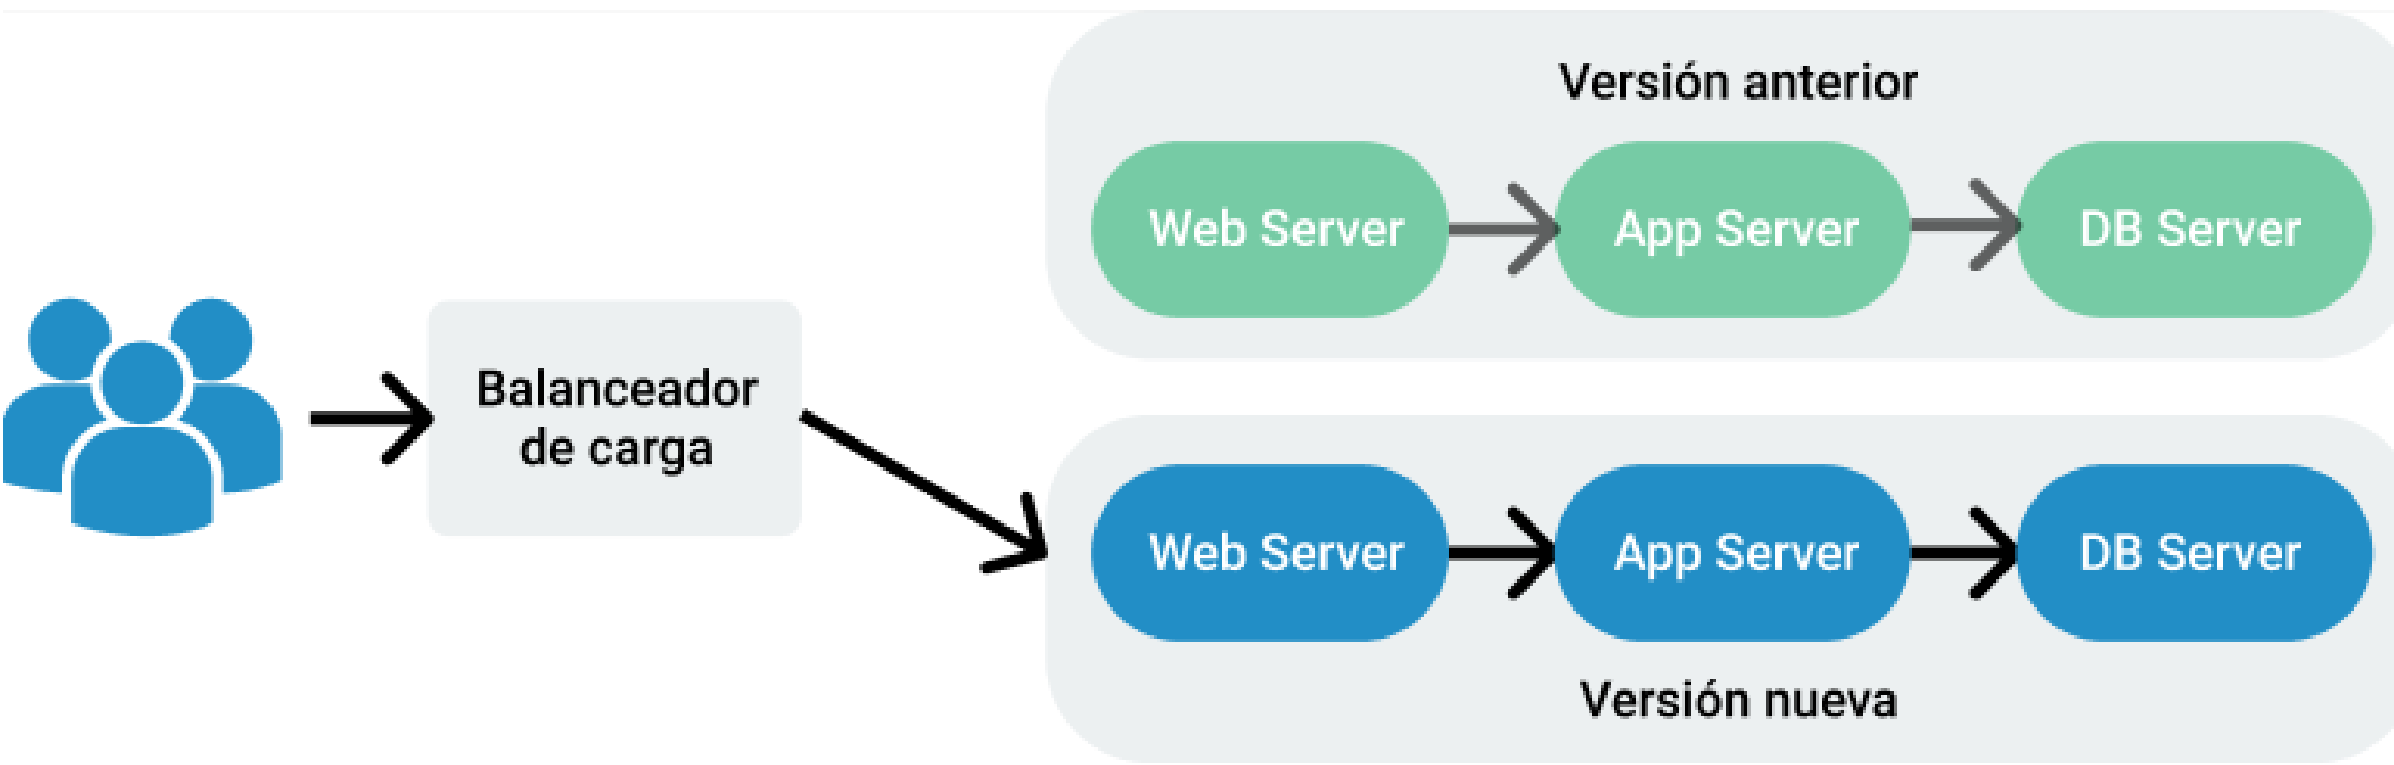 Versión anterior
Web Server
App Server
DB Server
Balanceador
de carga
Web Server
App Server
DB Server
Versión nueva